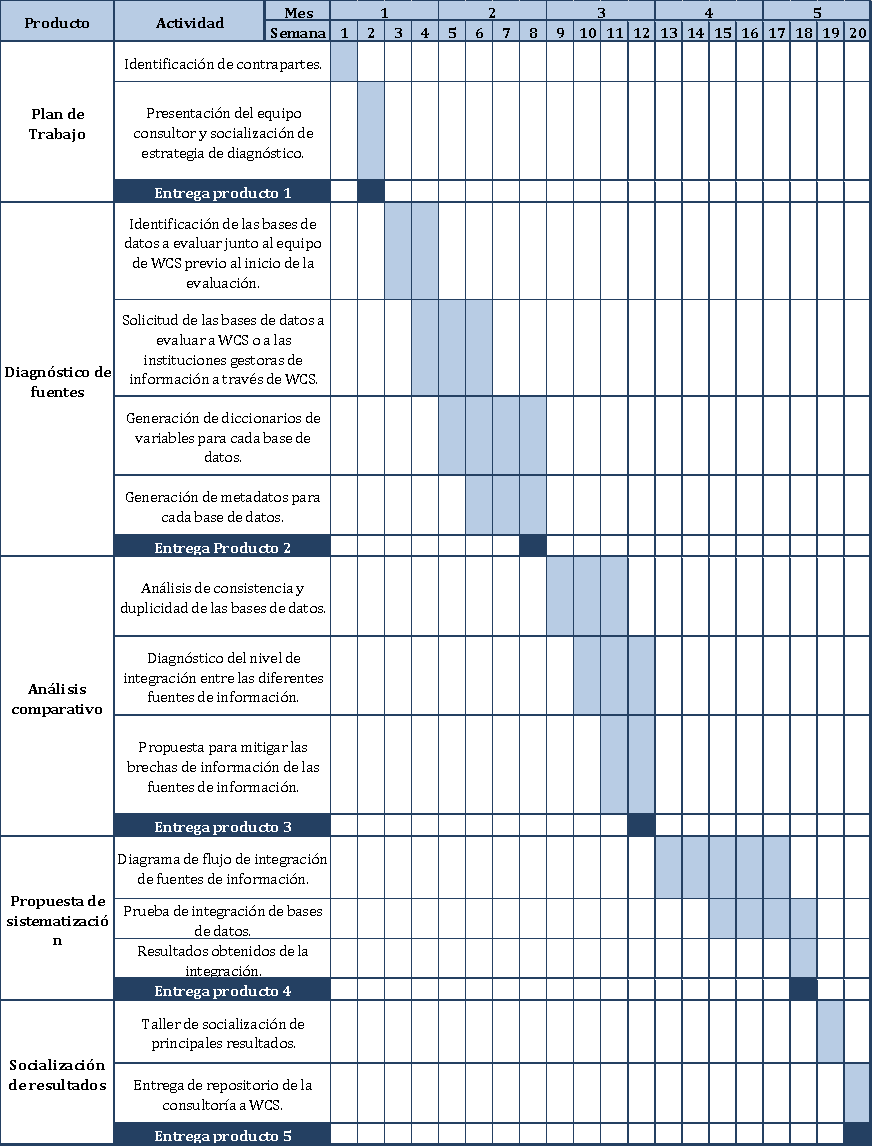 Producto
Actividad
Mes
1
2
3
4
5
Semana
1 2 3 4 5 6 7 8 9 10 11 12 13 14 15 16 17 18 19 20
Plan de
Trabajo
Identificación de contrapartes.
Presentación del equipo
consultor y socialización de
estrategia de diagnóstico.
Entrega producto 1
Diagnóstico de
fuentes
Identificación de las bases de
datos a evaluar junto al equipo
de WCS previo al inicio de la
evaluación.
Solicitud de las bases de datos a
evaluar a WCS o a las
instituciones gestoras de
información a través de WCS.
Generación de diccionarios de
variables para cada base de
datos.
Generación de metadatos para
cada base de datos.
Entrega Producto 2
Análisis
comparativo
Análisis de consistencia y
duplicidad de las bases de datos.
Diagnóstico del nivel de
integración entre las diferentes
fuentes de información.
Propuesta para mitigar las
brechas de información de las
fuentes de información.
Entrega producto 3
Propuesta de
sistematizació
n
Diagrama de flujo de integración
de fuentes de información.
Prueba de integración de bases
de datos.
Resultados obtenidos de la
integración.
Entrega producto 4
Socialización
de resultados
Taller de socialización de
principales resultados.
Entrega de repositorio de la
consultoría a WCS.
Entrega producto 5